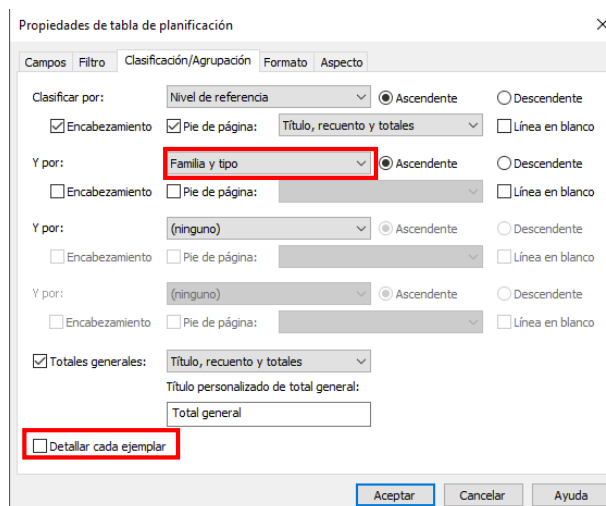 Propiedades de tabla de planificación
Campos Filtro Clasificación/Agrupación Formato Aspecto
Clasificar por: Nivel de referencia Ascendente Descendente
Encabezamiento Pie de página: Título, recuento y totales Línea en blanco
Y por: Familia y tipo Ascendente Descendente
Encabezamiento Pie de página: Línea en blanco
Y por: (ninguno) Ascendente Descendente
Encabezamiento Pie de página: Línea en blanco
Y por: (ninguno) Ascendente Descendente
Encabezamiento Pie de página: Línea en blanco
Totales generales: Título, recuento y totales
Título personalizado de total general:
Total general
Detallar cada ejemplar
Aceptar Cancelar Ayuda